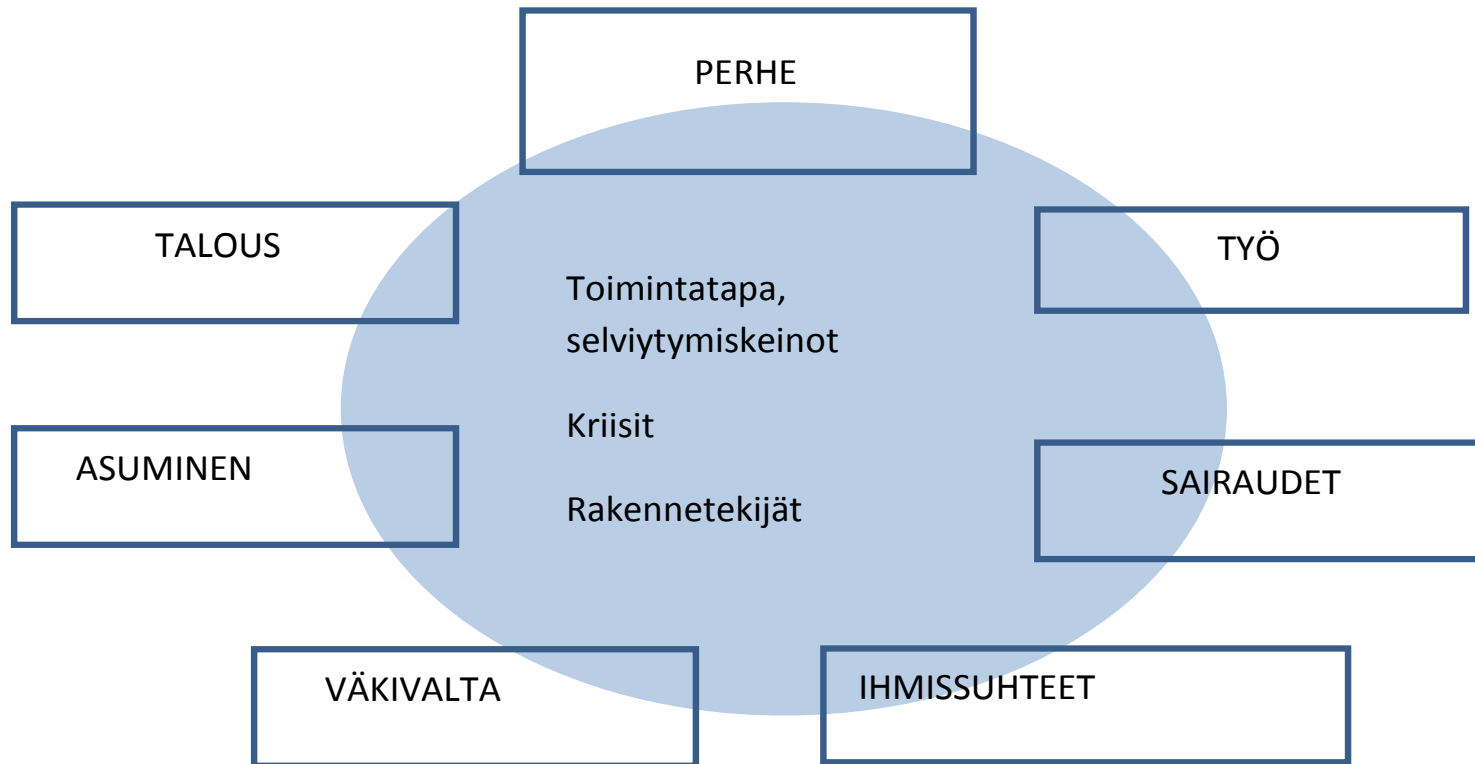 PERHE
TALOUS
TYÖ
Toimintatapa,
selviytymiskeinot
Kriisit
ASUMINEN
SAIRAUDET
Rakennetekijät
VÄKIVALTA
IHMISSUHTEET